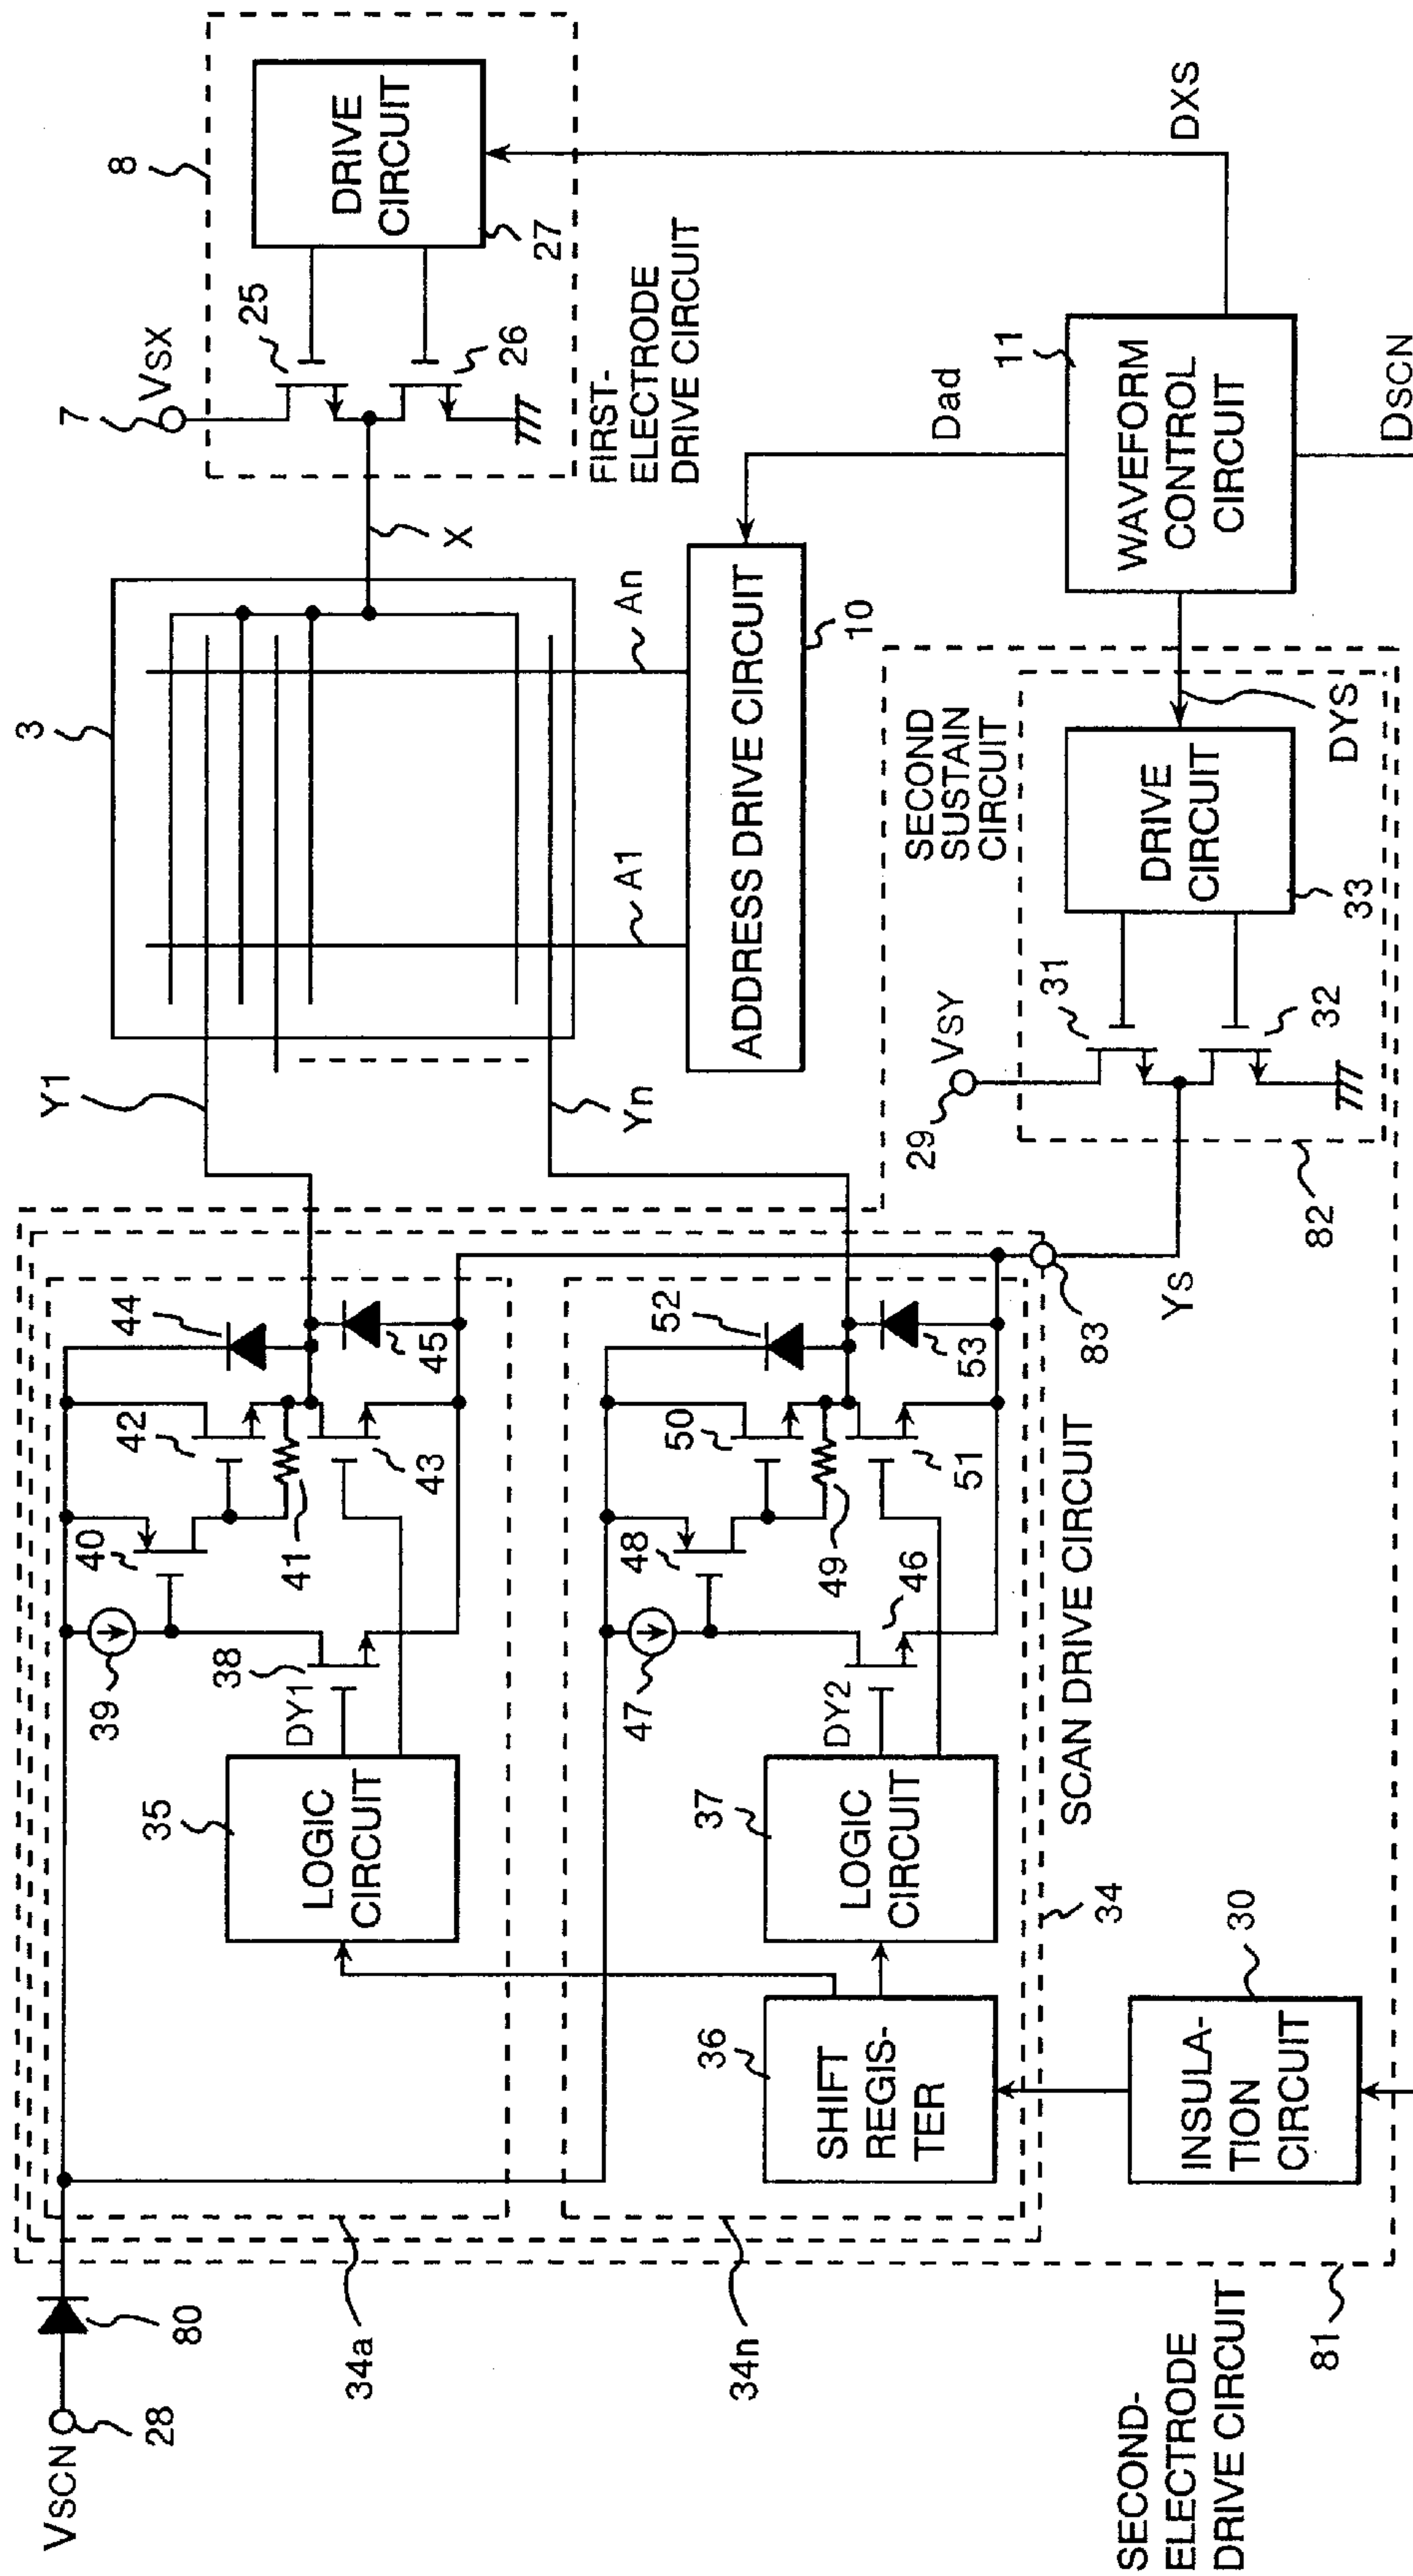 VSCN
28
80
34a
34n
SECOND-
ELECTRODE
DRIVE CIRCUIT
81
35
LOGIC
CIRCUIT
DY1
38
39
40
41
42
43
44
45
36
SHIFT
REGIS-
TER
37
LOGIC
CIRCUIT
DY2
46
47
48
49
50
51
52
53
30
INSULA-
TION
CIRCUIT
34
SCAN DRIVE CIRCUIT
83
YS
Y1
Yn
3
A1
An
X
ADDRESS DRIVE CIRCUIT
10
7
VSX
8
25
26
DRIVE
CIRCUIT
27
FIRST-
ELECTRODE
DRIVE CIRCUIT
SECOND
SUSTAIN
CIRCUIT
29
VSY
31
32
DRIVE
CIRCUIT
33
82
DYS
11
WAVEFORM
CONTROL
CIRCUIT
Dad
DXS
DSCN